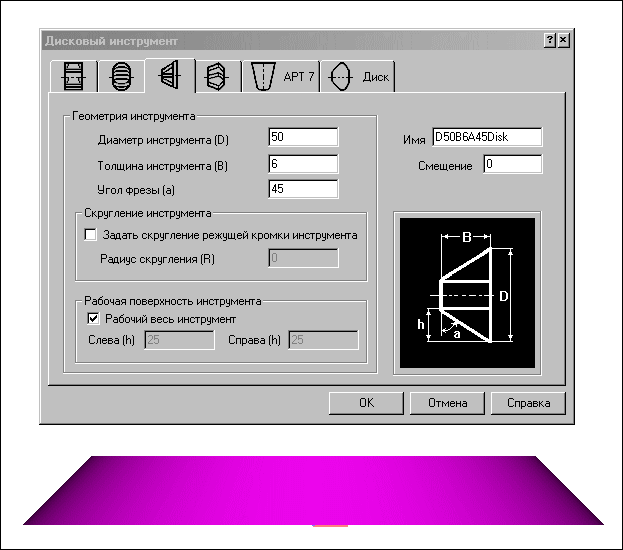 Дисковый инструмент
АРТ 7
Диск
Геометрия инструмента
Диаметр инструмента (D) 50
Толщина инструмента (B) 6
Угол фрезы (a) 45
Имя D50B6A45Disk
Смещение 0
Скругление инструмента
Задать скругление режущей кромки инструмента
Радиус скругления (R) 0
Рабочая поверхность инструмента
Рабочий весь инструмент
Слева (h) 25 Справа (h) 25
B
D
h
a
OK Отмена Справка